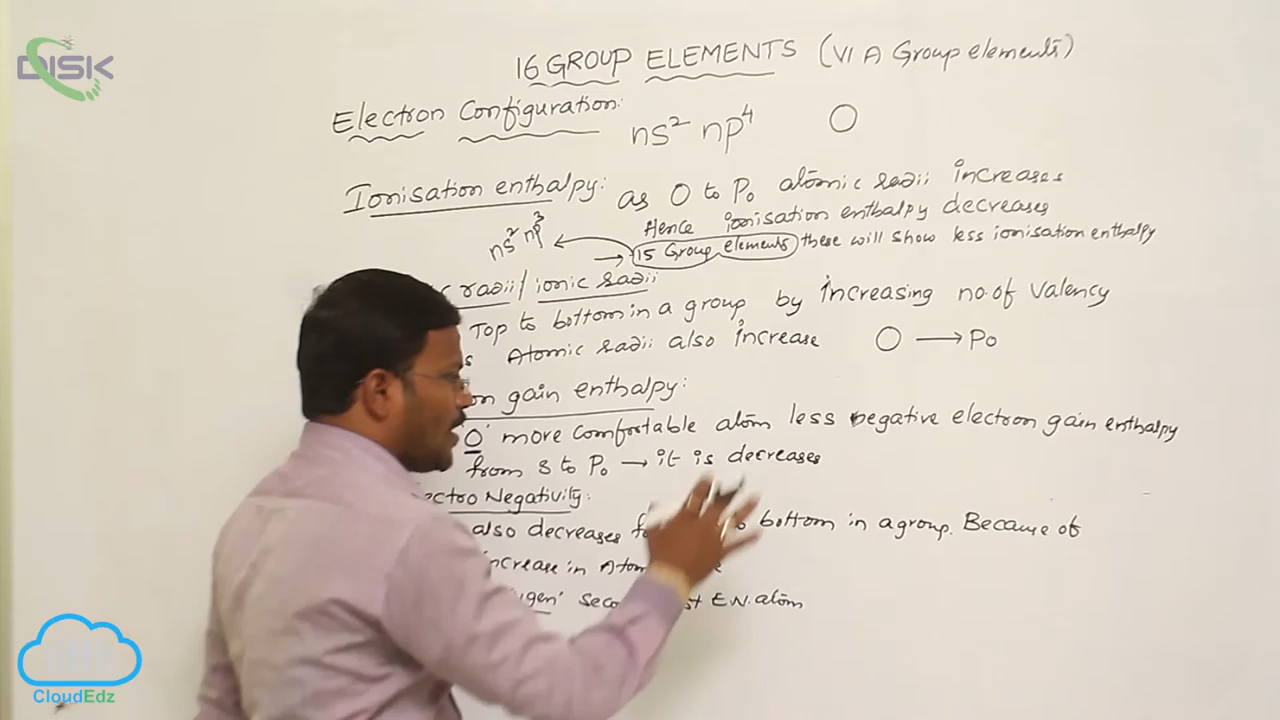 DISK
16 GROUP ELEMENTS (VI A Group elements)
Electron Configuration:
ns² np⁴ O
Ionisation enthalpy: as O to Po atomic radii increases
Hence ionisation enthalpy decreases
ns² np³
→ 15 Group elements these will show less ionisation enthalpy
radii / ionic radii
Top to bottom in a group by increasing no. of Valency
Atomic radii also increase O → Po
gain enthalpy:
'O' more comfortable atom less negative electron gain enthalpy
from S to Po → it is decreases
Negativity:
also decreases bottom in a group. Because of
increase in
E.N. atom
CloudEdz